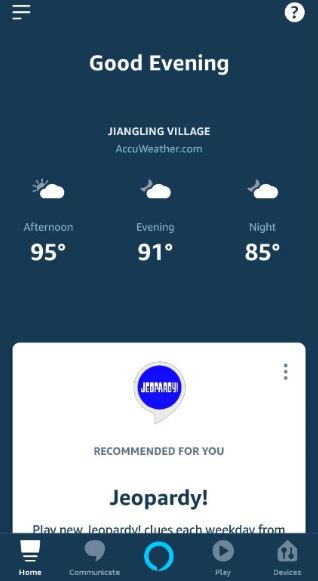 ?
Good Evening
JIANGLING VILLAGE
AccuWeather.com
Afternoon Evening Night
95° 91° 85°
JEOPARDY!
RECOMMENDED FOR YOU
Jeopardy!
Play new Jeopardy! clues each weekday from
Home Communicate Play Devices